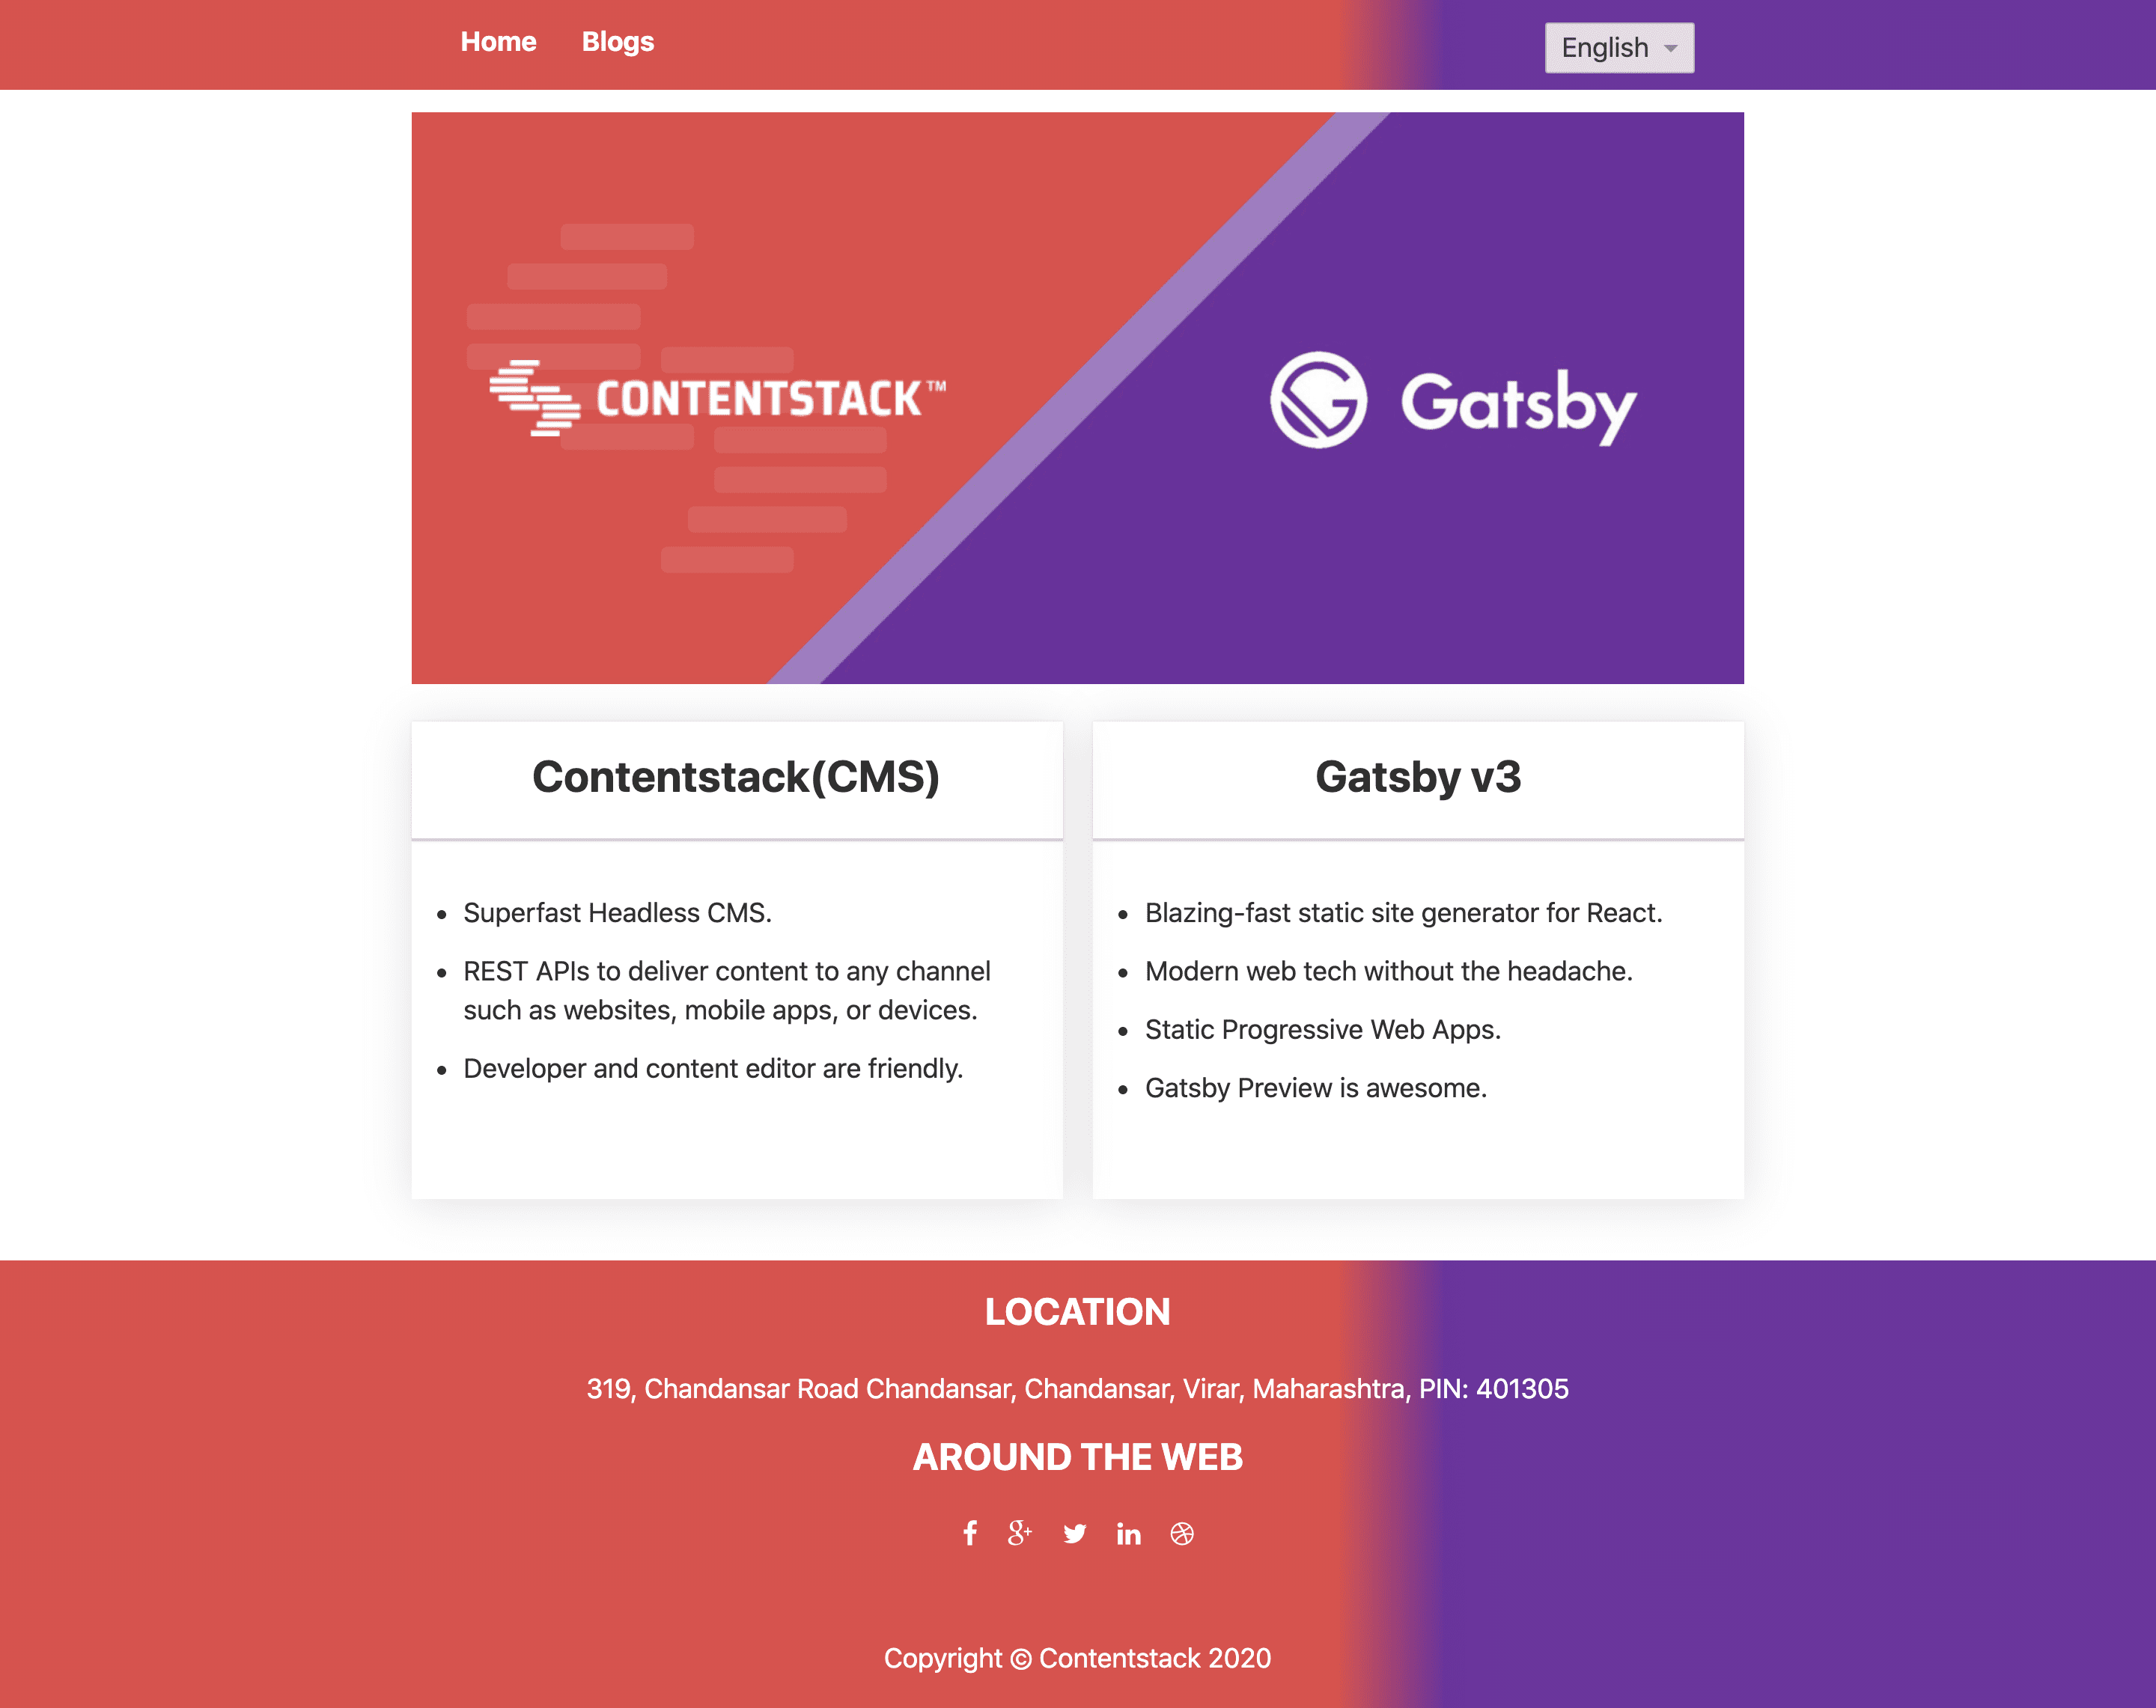 Home Blogs English
CONTENTSTACK™
Gatsby
Contentstack(CMS)
Superfast Headless CMS.
REST APIs to deliver content to any channel
such as websites, mobile apps, or devices.
Developer and content editor are friendly.
Gatsby v3
Blazing-fast static site generator for React.
Modern web tech without the headache.
Static Progressive Web Apps.
Gatsby Preview is awesome.
LOCATION
319, Chandansar Road Chandansar, Chandansar, Virar, Maharashtra, PIN: 401305
AROUND THE WEB
Copyright © Contentstack 2020